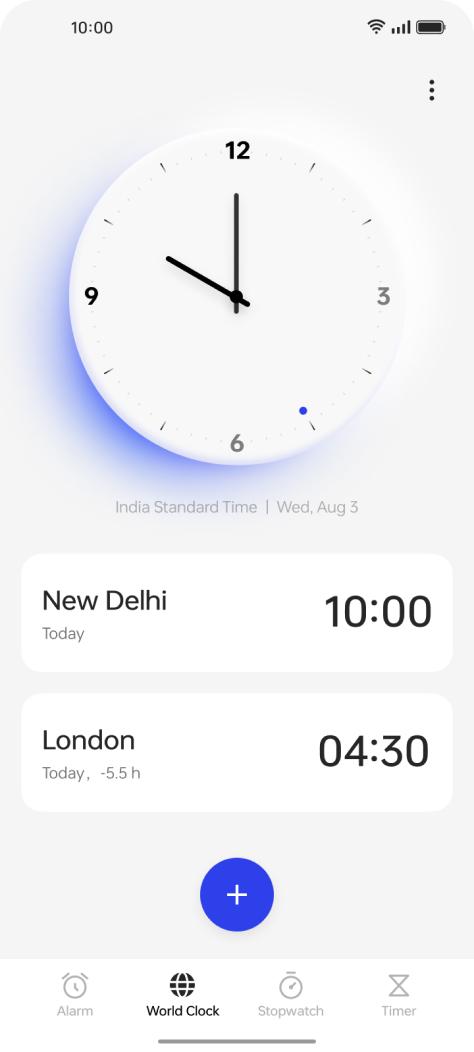 10:00
12
9
3
6
India Standard Time | Wed, Aug 3
New Delhi
Today
10:00
London
Today, -5.5 h
04:30
Alarm
World Clock
Stopwatch
Timer